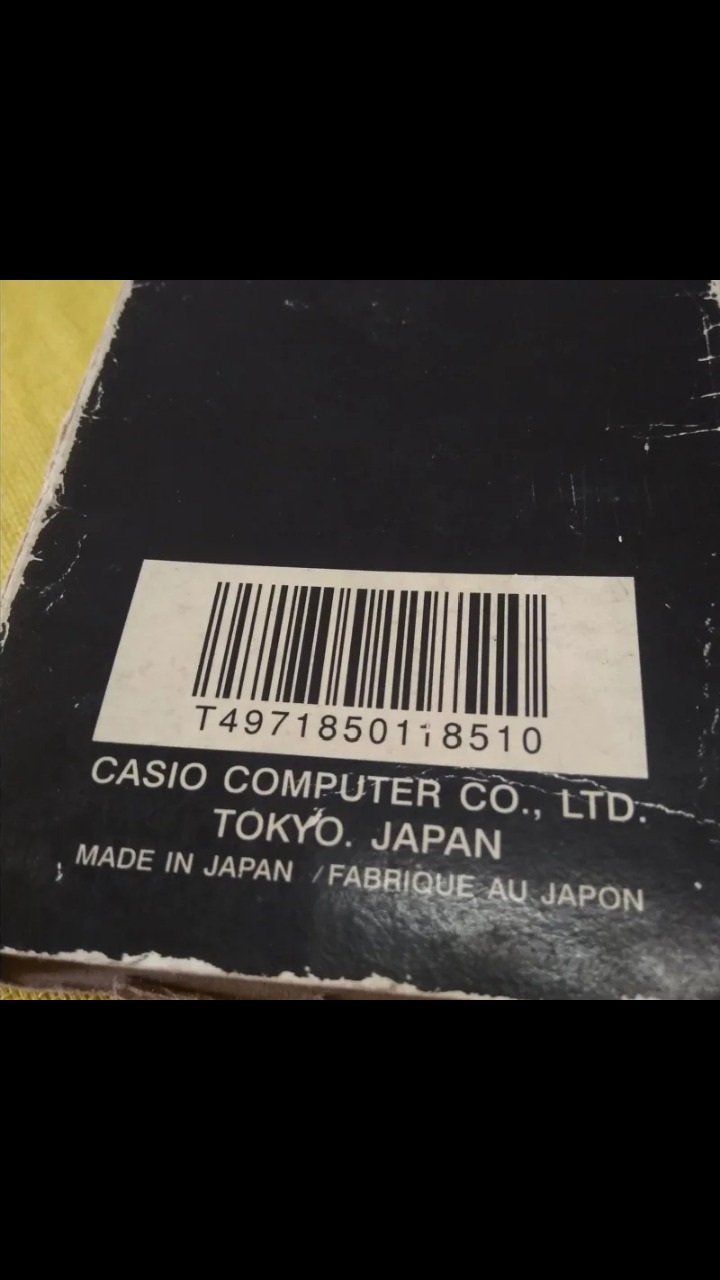 T4971850118510
CASIO COMPUTER CO., LTD.
TOKYO. JAPAN
MADE IN JAPAN / FABRIQUE AU JAPON